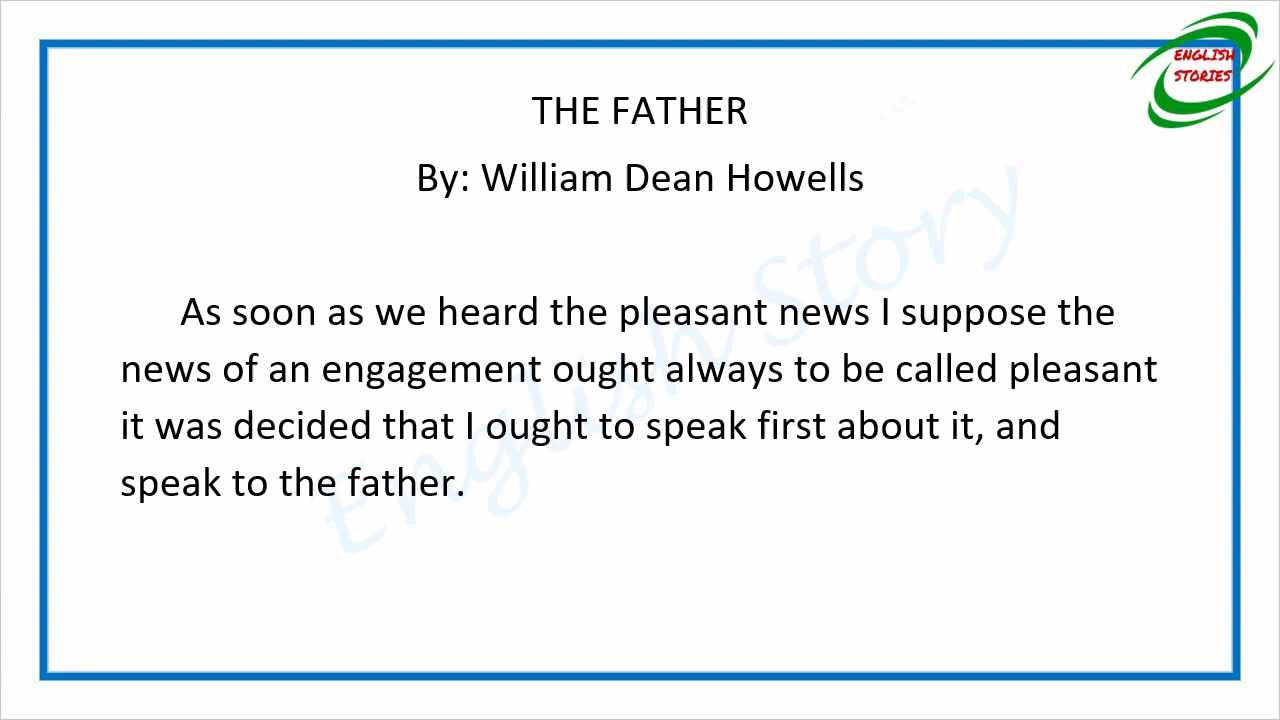 ENGLISH
STORIES
THE FATHER
By: William Dean Howells
As soon as we heard the pleasant news I suppose the
news of an engagement ought always to be called pleasant
it was decided that I ought to speak first about it, and
speak to the father.
English Story